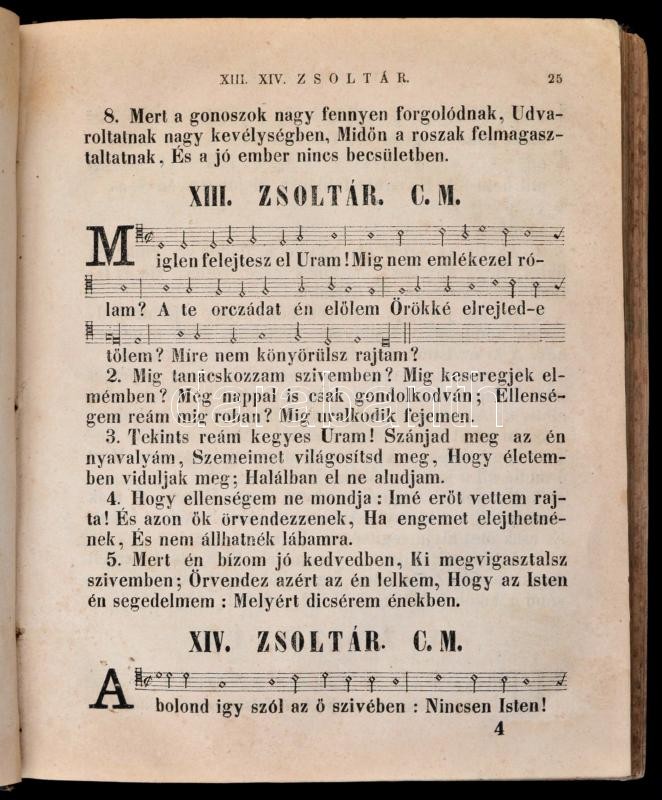 XIII. XIV. ZSOLTÁR. 25
8. Mert a gonoszok nagy fennyen forgolódnak, Udva-
roltatnak nagy kevélységben, Midőn a roszak felmagasz-
taltatnak, És a jó ember nincs becsületben.
XIII. ZSOLTÁR. C. M.
Miglen felejtesz el Uram! Mig nem emlékezel ró-
lam? A te orczádat én előlem Örökké elrejted-e
tőlem? Mire nem könyörülsz rajtam?
2. Mig tanácskozzam szivemben? Mig kaseregjek el-
mémben? Még nappal is csak gondolkodván; Ellensé-
gem reám mig rohan? Mig uralkodik fejemen.
3. Tekints reám kegyes Uram! Szánjad meg az én
nyavalyám, Szemeimet világositsd meg, Hogy életem-
ben viduljak meg; Halálban el ne aludjam.
4. Hogy ellenségem ne mondja: Imé erőt vettem raj-
ta! És azon ők örvendezzenek, Ha engemet elejthetné-
nek, És nem állhatnék lábamra.
5. Mert én bízom jó kedvedben, Ki megvigasztalsz
szivemben; Örvendez azért az én lelkem, Hogy az Isten
én segedelmem: Melyért dicsérem énekben.
XIV. ZSOLTÁR. C. M.
Abolond igy szól az ő szivében: Nincsen Isten!
4
darabanth